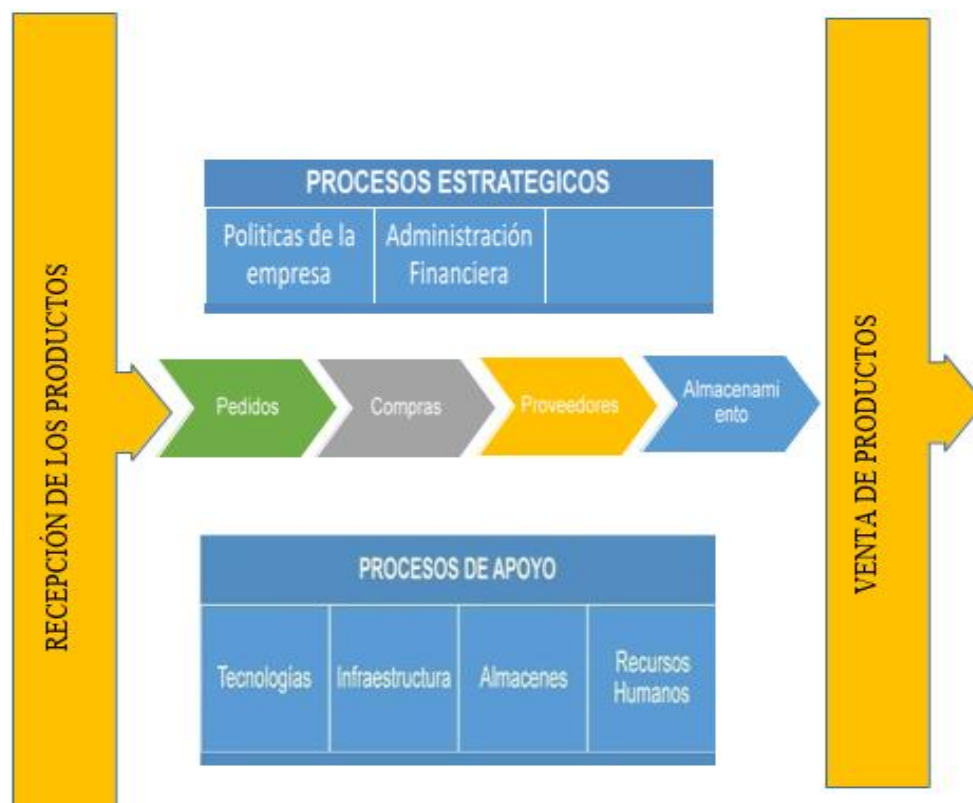 RECEPCIÓN DE LOS PRODUCTOS
PROCESOS ESTRATEGICOS
Politicas de la
empresa
Administración
Financiera
Pedidos
Compras
Proveedores
Almacenami
ento
PROCESOS DE APOYO
Tecnologías
Infraestructura
Almacenes
Recursos
Humanos
VENTA DE PRODUCTOS